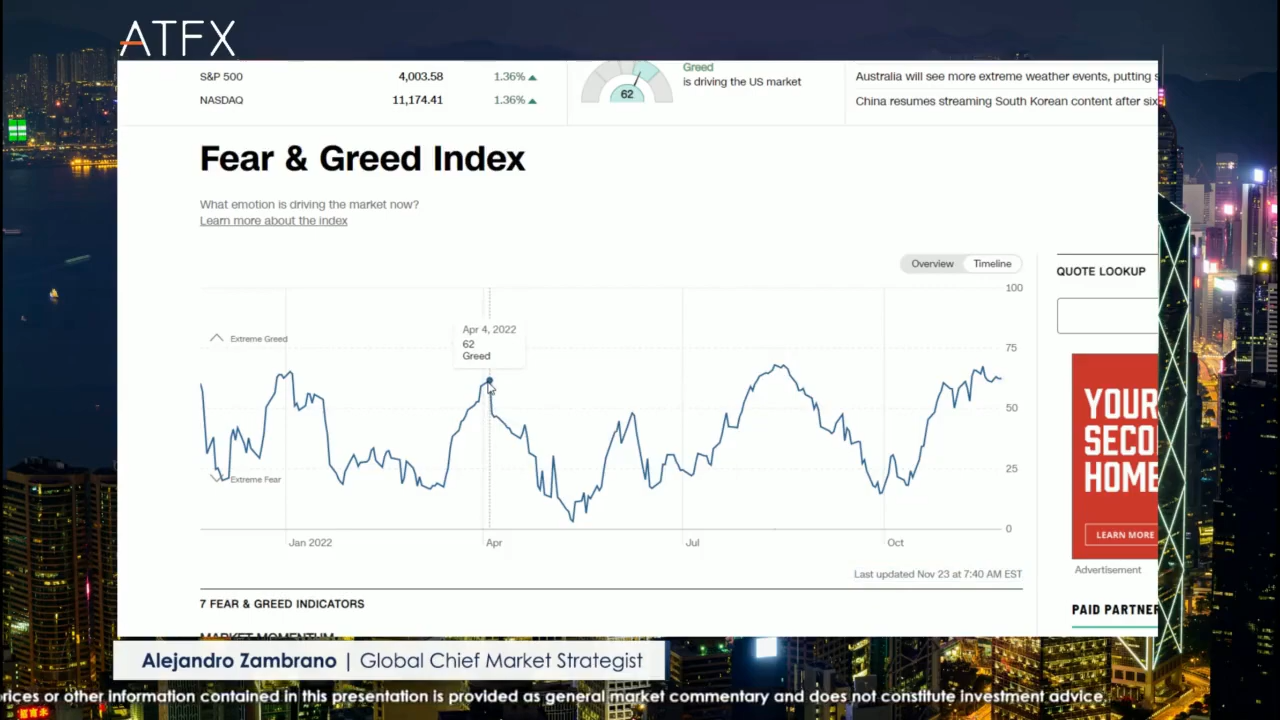 ATFX
S&P 500 4,003.58 1.36%
NASDAQ 11,174.41 1.36%
62
Greed
is driving the US market
Australia will see more extreme weather events, putting
China resumes streaming South Korean content after six
Fear & Greed Index
What emotion is driving the market now?
Learn more about the index
Overview Timeline
QUOTE LOOKUP
100
75
50
25
0
Extreme Greed
Apr 4, 2022
62
Greed
Extreme Fear
Jan 2022 Apr Jul Oct
Last updated Nov 23 at 7:40 AM EST
YOUR
SECO
HOME
LEARN MORE
Advertisement
PAID PARTNER
7 FEAR & GREED INDICATORS
MARKET MOMENTUM
Alejandro Zambrano | Global Chief Market Strategist
rices or other information contained in this presentation is provided as general market commentary and does not constitute investment advice.